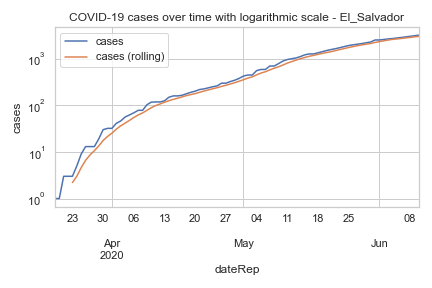 COVID-19 cases over time with logarithmic scale - El_Salvador
cases
cases (rolling)
10³
10²
10¹
10⁰
cases
23 30 06 13 20 27 04 11 18 25 08
Apr May Jun
2020
dateRep